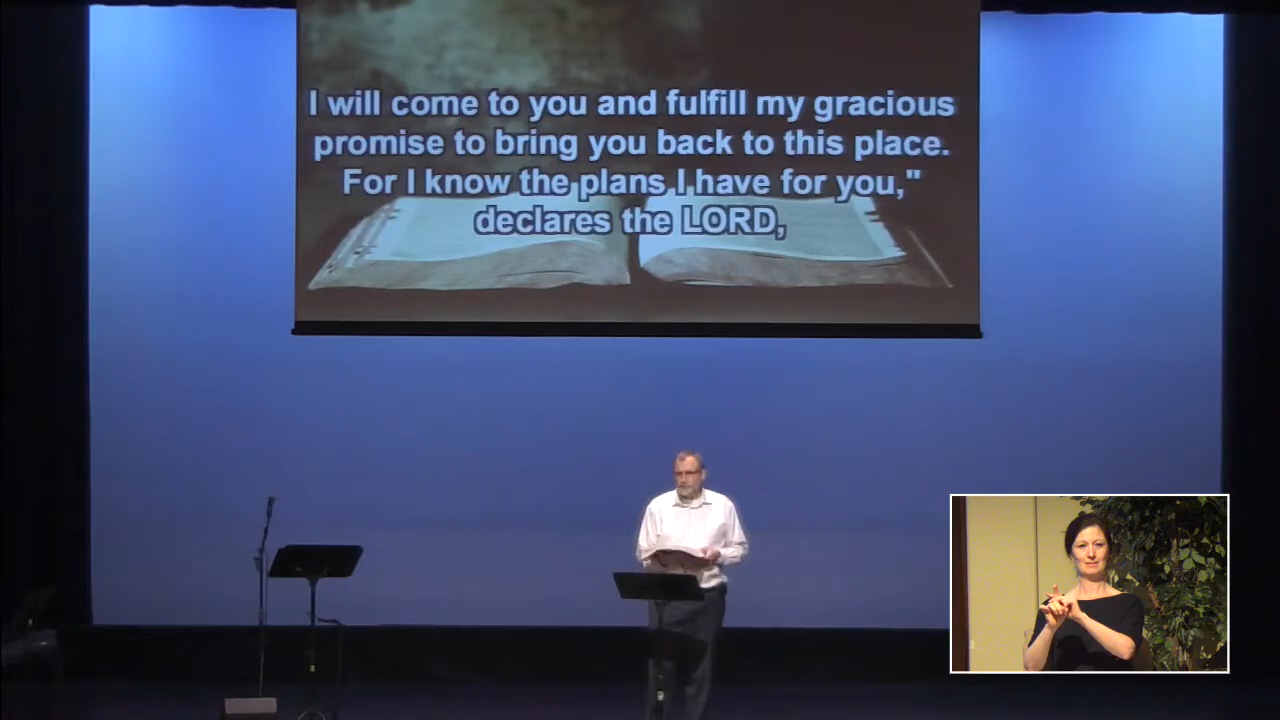 I will come to you and fulfill my gracious
promise to bring you back to this place.
For I know the plans I have for you,"
declares the LORD,